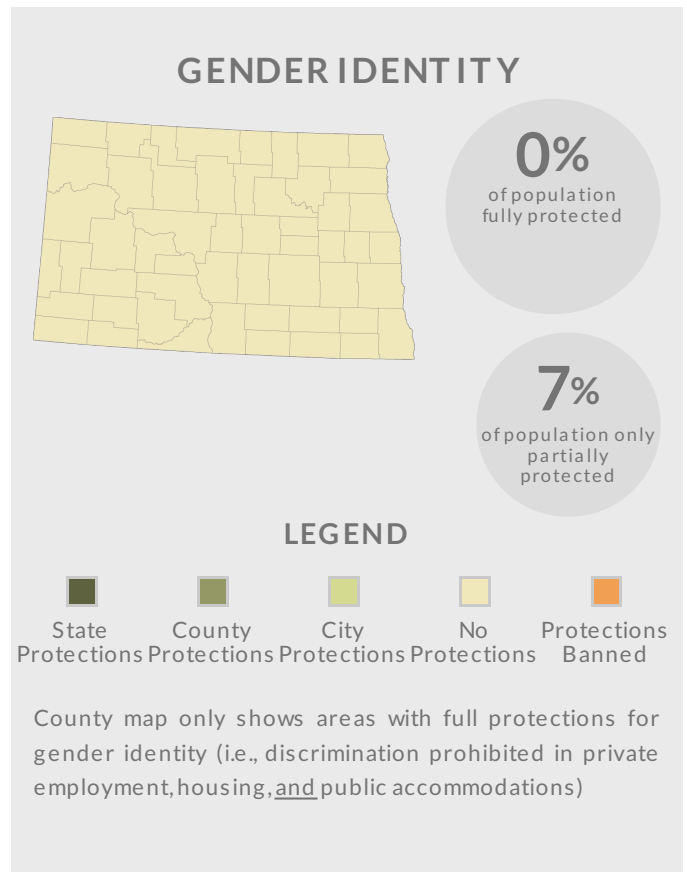 GENDER IDENTITY
0%
of population
fully protected
7%
of population only
partially
protected
LEGEND
State
Protections
County
Protections
City
Protections
No
Protections
Protections
Banned
County map only shows areas with full protections for
gender identity (i.e., discrimination prohibited in private
employment, housing, and public accommodations)